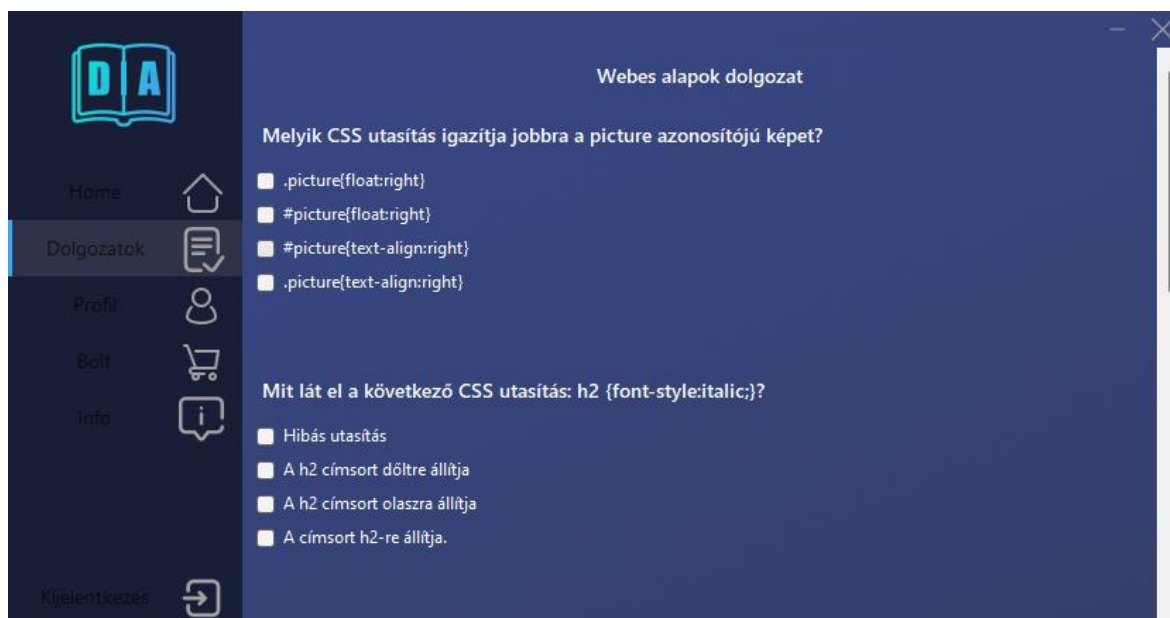 DA
Webes alapok dolgozat
Melyik CSS utasítás igazítja jobbra a picture azonosítójú képet?
.picture{float:right}
#picture{float:right}
#picture{text-align:right}
.picture{text-align:right}
Mit lát el a következő CSS utasítás: h2 {font-style:italic;}?
Hibás utasítás
A h2 címsort dőltre állítja
A h2 címsort olaszra állítja
A címsort h2-re állítja.
Home
Dolgozatok
Profil
Bolt
Info
Kijelentkezés